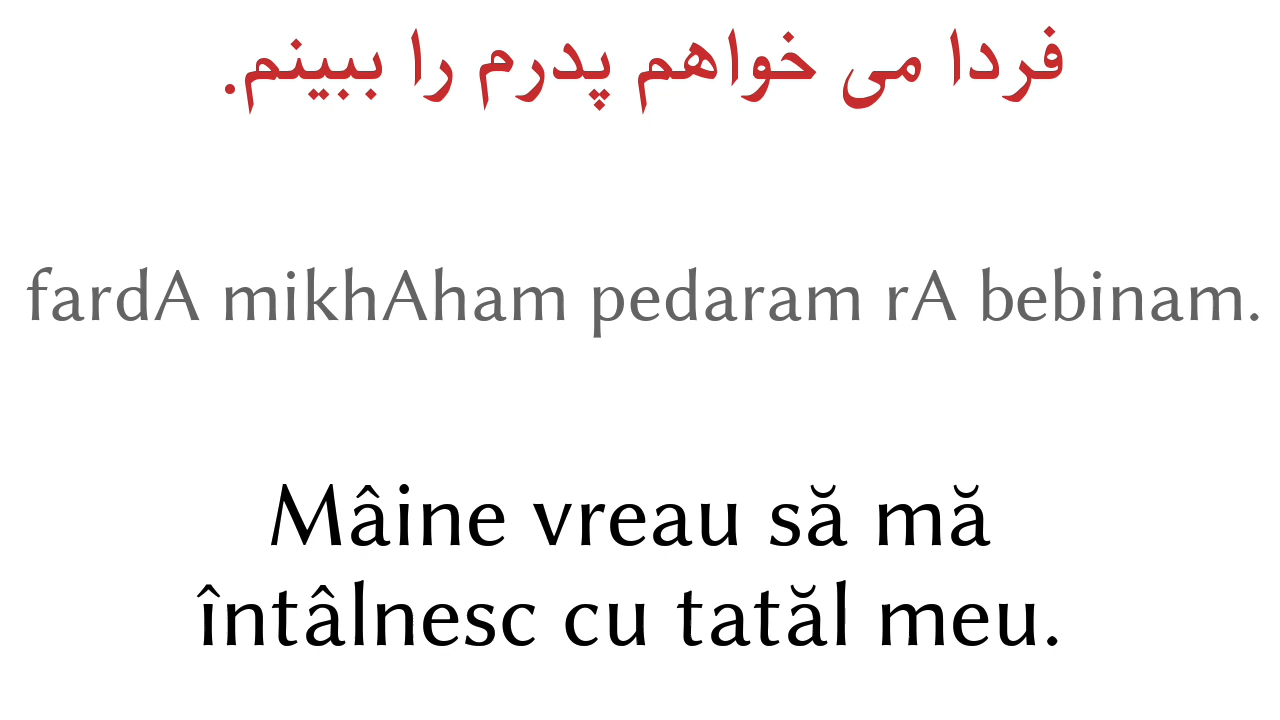 فردا می خواهم پدرم را ببینم.
fardA mikhAham pedaram rA bebinam.
Mâine vreau să mă
întâlnesc cu tatăl meu.